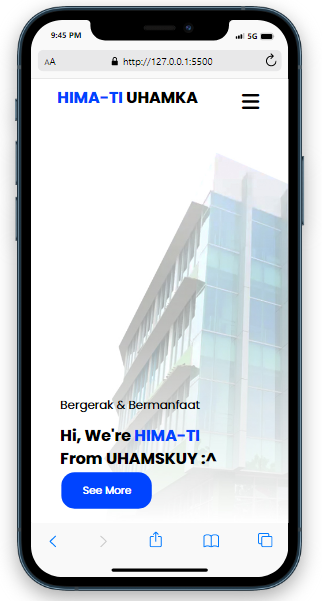 9:45 PM 5G
AA http://127.0.0.1:5500
HIMA-TI UHAMKA
Bergerak & Bermanfaat
Hi, We're HIMA-TI
From UHAMSKUY :^
See More